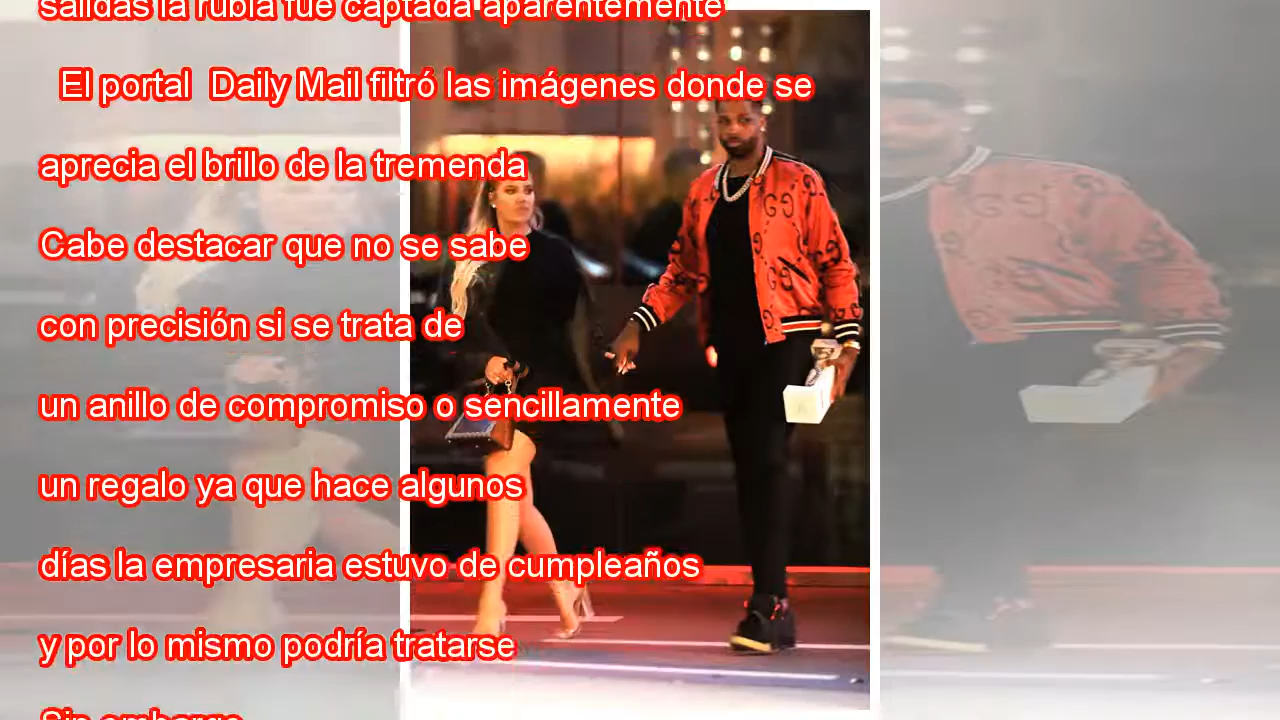 salidas la rubia fue captada aparentemente
El portal  Daily Mail filtró las imágenes donde se
aprecia el brillo de la tremenda
Cabe destacar que no se sabe
con precisión si se trata de
un anillo de compromiso o sencillamente
un regalo ya que hace algunos
días la empresaria estuvo de cumpleaños
y por lo mismo podría tratarse
Sin embargo